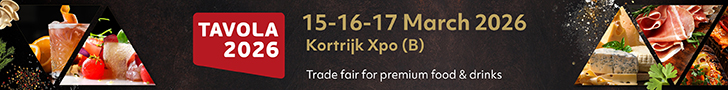 TAVOLA
2026
15-16-17 March 2026
Kortrijk Xpo (B)
Trade fair for premium food & drinks